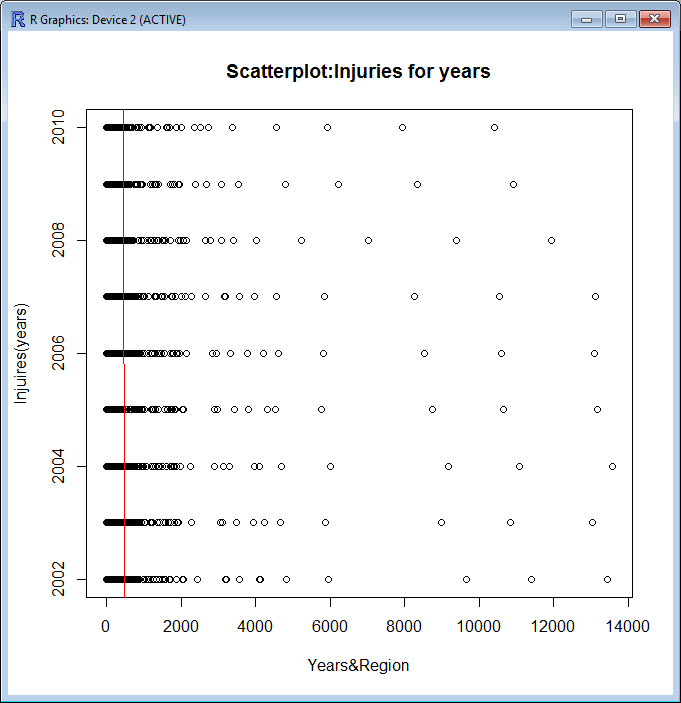 R Graphics: Device 2 (ACTIVE)
Scatterplot:Injuries for years
2010
2008
2006
2004
2002
Injuires(years)
0 2000 4000 6000 8000 10000 12000 14000
Years&Region